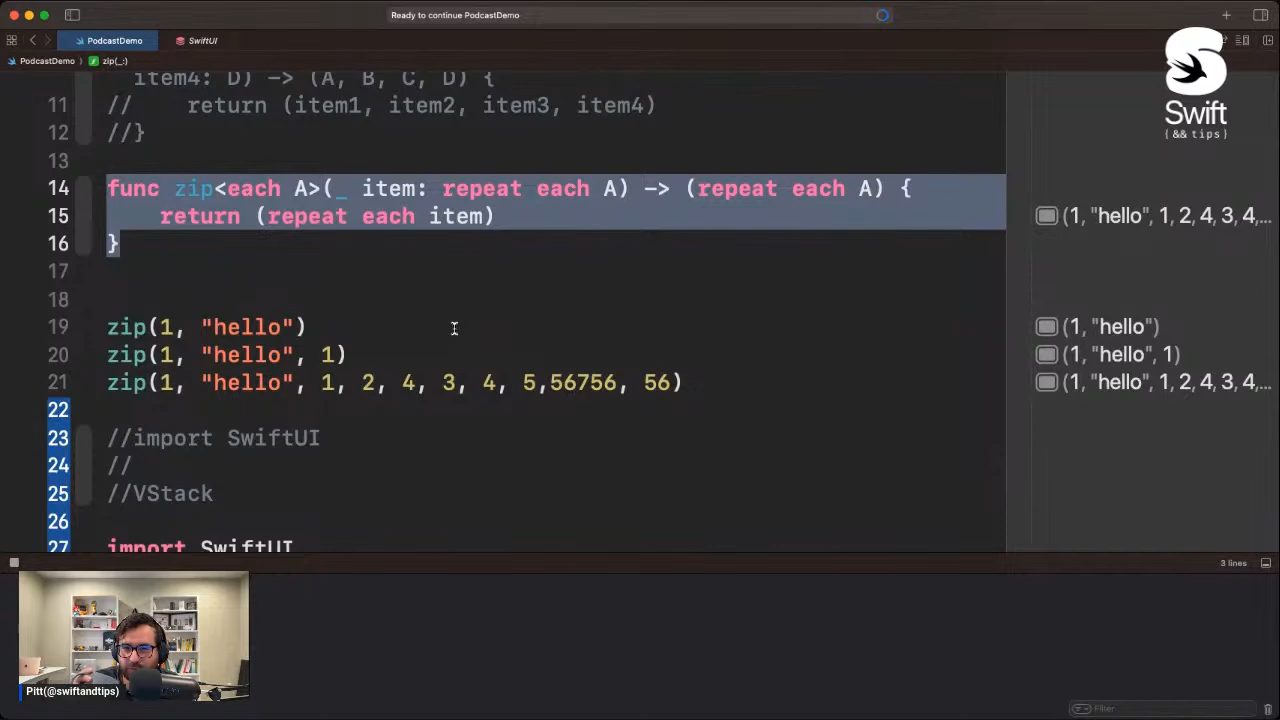 Ready to continue PodcastDemo
PodcastDemo
SwiftUI
PodcastDemo 〉 zip(_:)
item4: D) -> (A, B, C, D) {
11 //    return (item1, item2, item3, item4)
12 //}
13
14 func zip<each A>(_ item: repeat each A) -> (repeat each A) {
15     return (repeat each item)
(1, "hello", 1, 2, 4, 3, 4,...
16 }
17
18
19 zip(1, "hello")
(1, "hello")
20 zip(1, "hello", 1)
(1, "hello", 1)
21 zip(1, "hello", 1, 2, 4, 3, 4, 5,56756, 56)
(1, "hello", 1, 2, 4, 3, 4,...
22
23 //import SwiftUI
24 //
25 //VStack
26
27 import SwiftUI
Swift
{ && tips }
3 lines
Pitt(@swiftandtips)
Filter